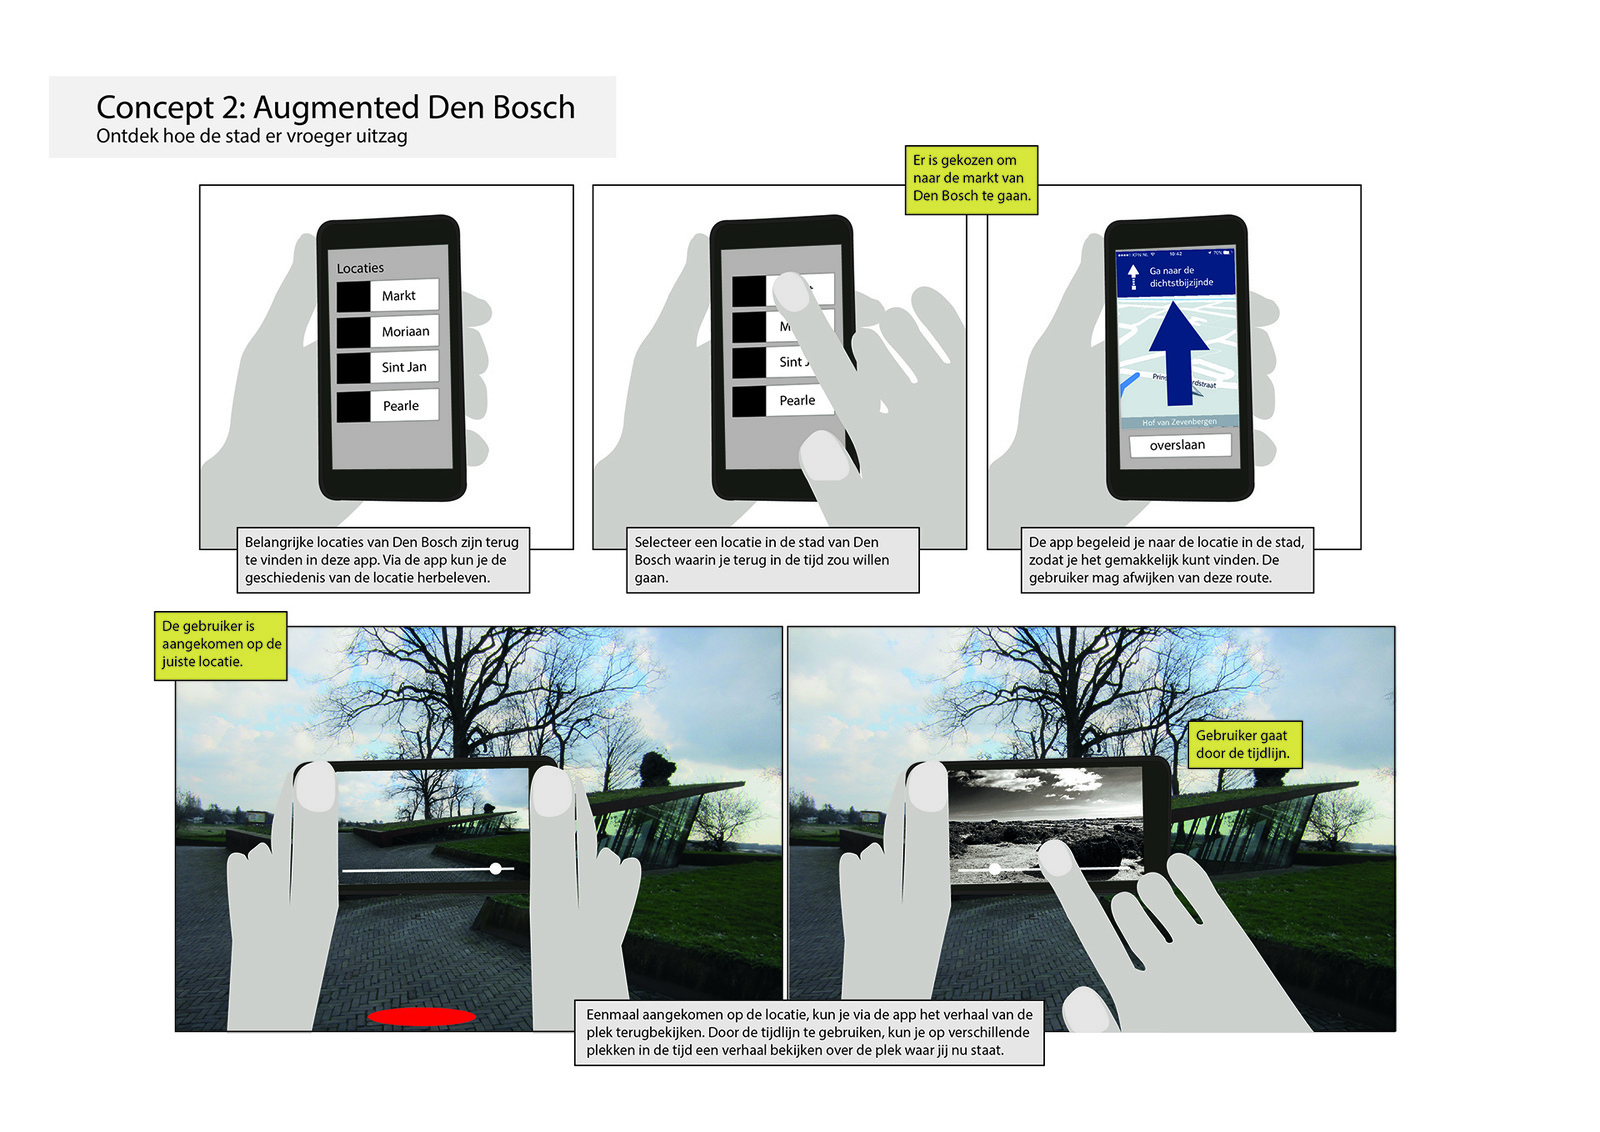 Concept 2: Augmented Den Bosch
Ontdek hoe de stad er vroeger uitzag
Er is gekozen om
naar de markt van
Den Bosch te gaan.
Locaties
Markt
Moriaan
Sint Jan
Pearle
M
Sint J
Pearle
KPN NL 10:42 70%
Ga naar de
dichtstbijzijnde
Prins rdstraat
Hof van Zevenbergen
overslaan
Belangrijke locaties van Den Bosch zijn terug
te vinden in deze app. Via de app kun je de
geschiedenis van de locatie herbeleven.
Selecteer een locatie in de stad van Den
Bosch waarin je terug in de tijd zou willen
gaan.
De app begeleid je naar de locatie in de stad,
zodat je het gemakkelijk kunt vinden. De
gebruiker mag afwijken van deze route.
De gebruiker is
aangekomen op de
juiste locatie.
Gebruiker gaat
door de tijdlijn.
Eenmaal aangekomen op de locatie, kun je via de app het verhaal van de
plek terugbekijken. Door de tijdlijn te gebruiken, kun je op verschillende
plekken in de tijd een verhaal bekijken over de plek waar jij nu staat.